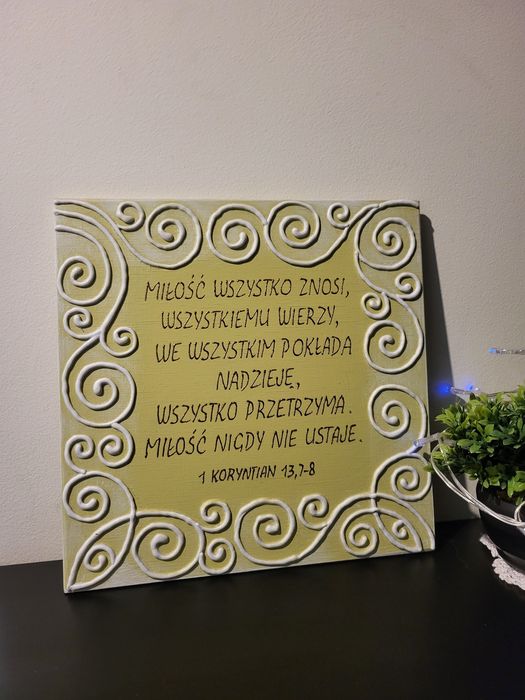 MIŁOŚĆ WSZYSTKO ZNOSI,
WSZYSTKIEMU WIERZY,
WE WSZYSTKIM POKŁADA
NADZIEJĘ,
WSZYSTKO PRZETRZYMA.
MIŁOŚĆ NIGDY NIE USTAJE.
1 KORYNTIAN 13,7-8